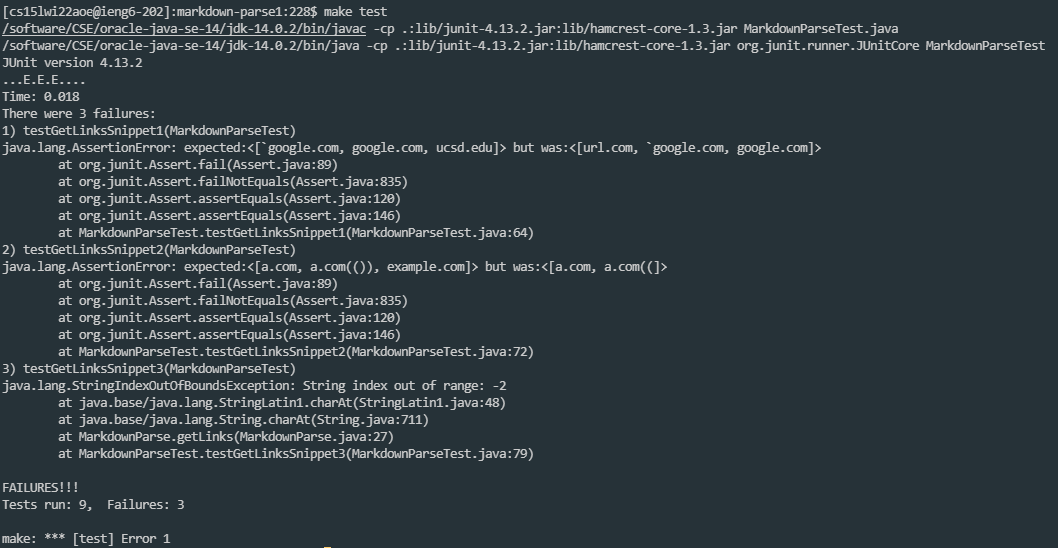 [cs15lwi22aoe@ieng6-202]:markdown-parse1:228$ make test
/software/CSE/oracle-java-se-14/jdk-14.0.2/bin/javac -cp .:lib/junit-4.13.2.jar:lib/hamcrest-core-1.3.jar MarkdownParseTest.java
/software/CSE/oracle-java-se-14/jdk-14.0.2/bin/java -cp .:lib/junit-4.13.2.jar:lib/hamcrest-core-1.3.jar org.junit.runner.JUnitCore MarkdownParseTest
JUnit version 4.13.2
...E.E.E....
Time: 0.018
There were 3 failures:
1) testGetLinksSnippet1(MarkdownParseTest)
java.lang.AssertionError: expected:<[`google.com, google.com, ucsd.edu]> but was:<[url.com, `google.com, google.com]>
        at org.junit.Assert.fail(Assert.java:89)
        at org.junit.Assert.failNotEquals(Assert.java:835)
        at org.junit.Assert.assertEquals(Assert.java:120)
        at org.junit.Assert.assertEquals(Assert.java:146)
        at MarkdownParseTest.testGetLinksSnippet1(MarkdownParseTest.java:64)
2) testGetLinksSnippet2(MarkdownParseTest)
java.lang.AssertionError: expected:<[a.com, a.com(()), example.com]> but was:<[a.com, a.com((]>
        at org.junit.Assert.fail(Assert.java:89)
        at org.junit.Assert.failNotEquals(Assert.java:835)
        at org.junit.Assert.assertEquals(Assert.java:120)
        at org.junit.Assert.assertEquals(Assert.java:146)
        at MarkdownParseTest.testGetLinksSnippet2(MarkdownParseTest.java:72)
3) testGetLinksSnippet3(MarkdownParseTest)
java.lang.StringIndexOutOfBoundsException: String index out of range: -2
        at java.base/java.lang.StringLatin1.charAt(StringLatin1.java:48)
        at java.base/java.lang.String.charAt(String.java:711)
        at MarkdownParse.getLinks(MarkdownParse.java:27)
        at MarkdownParseTest.testGetLinksSnippet3(MarkdownParseTest.java:79)

FAILURES!!!
Tests run: 9,  Failures: 3

make: *** [test] Error 1